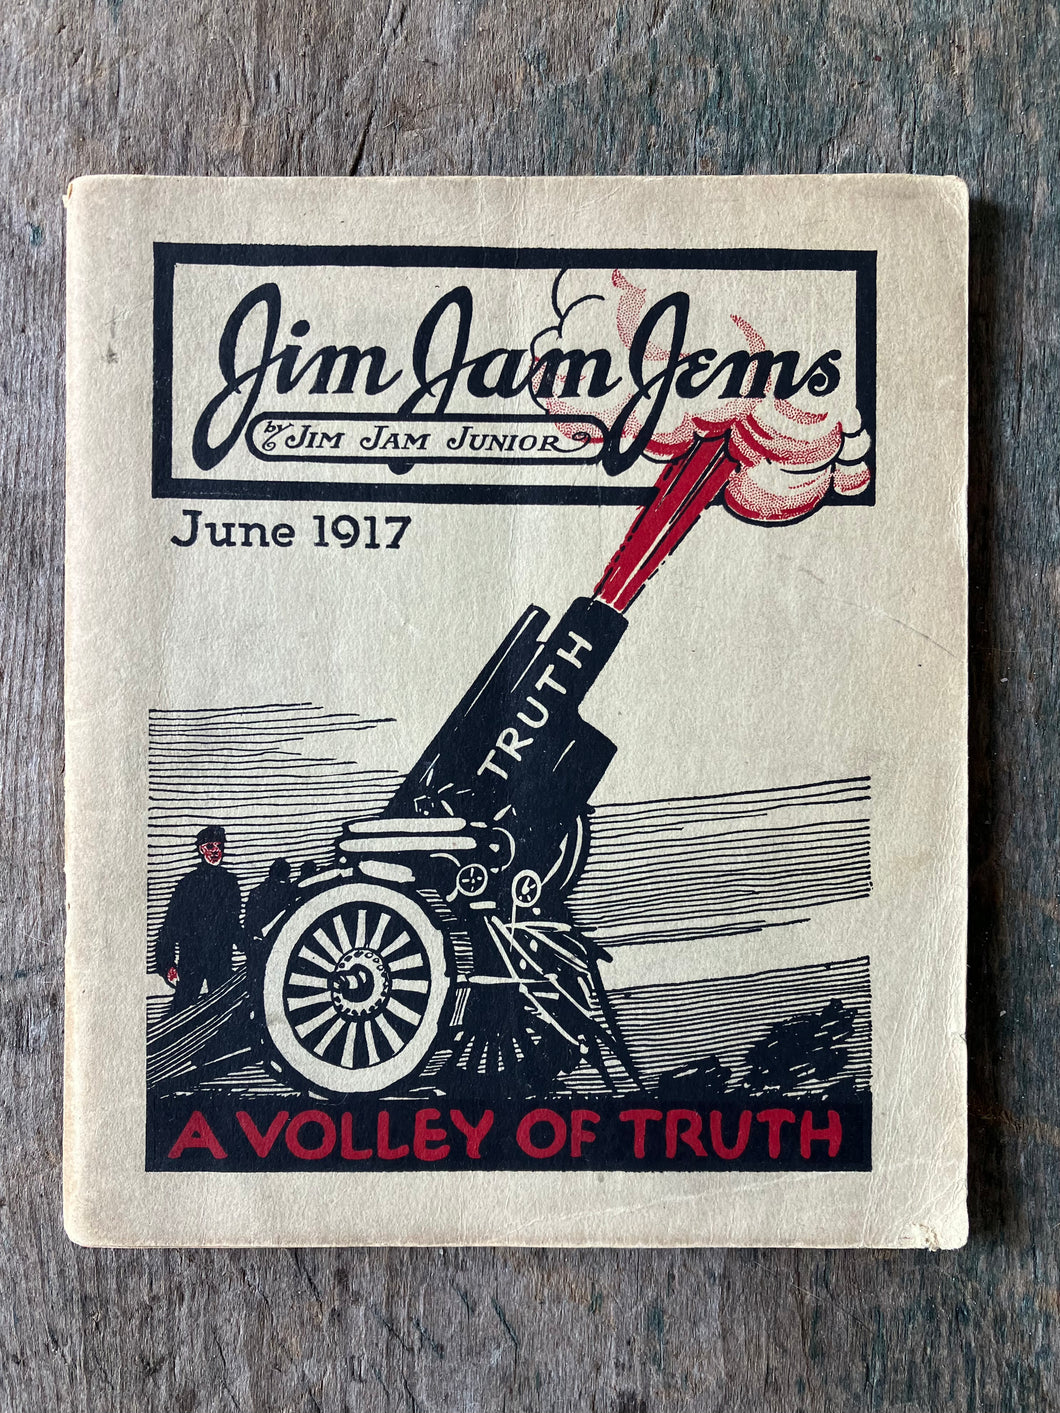 Jim Jam Jems
by JIM JAM JUNIOR
June 1917
TRUTH
A VOLLEY OF TRUTH